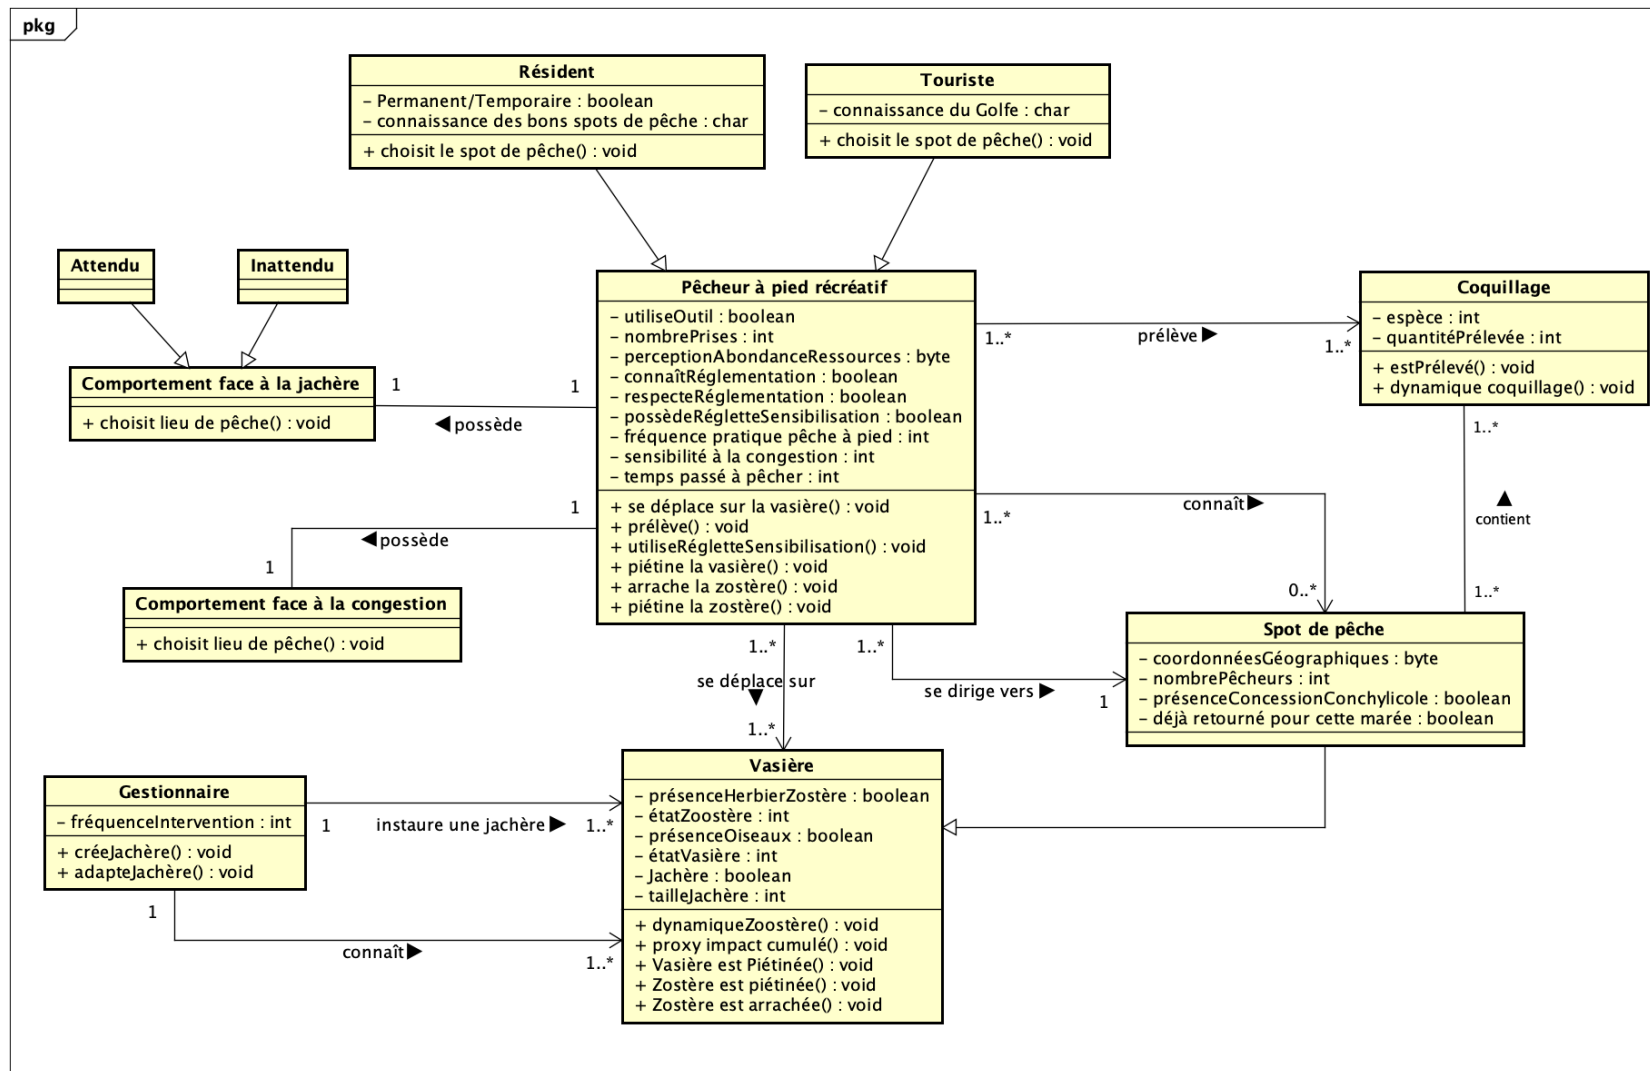 pkg
Résident
– Permanent/Temporaire : boolean
– connaissance des bons spots de pêche : char
+ choisit le spot de pêche() : void
Touriste
– connaissance du Golfe : char
+ choisit le spot de pêche() : void
Attendu
Inattendu
Comportement face à la jachère
+ choisit lieu de pêche() : void
1
1
possède
Pêcheur à pied récréatif
– utiliseOutil : boolean
– nombrePrises : int
– perceptionAbondanceRessources : byte
– connaîtRéglementation : boolean
– respecteRéglementation : boolean
– possèdeRégletteSensibilisation : boolean
– fréquence pratique pêche à pied : int
– sensibilité à la congestion : int
– temps passé à pêcher : int
+ se déplace sur la vasière() : void
+ prélève() : void
+ utiliseRégletteSensibilisation() : void
+ piétine la vasière() : void
+ arrache la zostère() : void
+ piétine la zostère() : void
1..*
prélève
1..*
Coquillage
– espèce : int
– quantitéPrélevée : int
+ estPrélevé() : void
+ dynamique coquillage() : void
1..*
contient
1..*
1..*
connaît
0..*
1
possède
1
Comportement face à la congestion
+ choisit lieu de pêche() : void
1..*
se déplace sur
1..*
1..*
se dirige vers
1
Spot de pêche
– coordonnéesGéographiques : byte
– nombrePêcheurs : int
– présenceConcessionConchylicole : boolean
– déjà retourné pour cette marée : boolean
Gestionnaire
– fréquenceIntervention : int
+ créeJachère() : void
+ adapteJachère() : void
1
instaure une jachère
1..*
1
connaît
1..*
Vasière
– présenceHerbierZostère : boolean
– étatZoostère : int
– présenceOiseaux : boolean
– étatVasière : int
– Jachère : boolean
– tailleJachère : int
+ dynamiqueZoostère() : void
+ proxy impact cumulé() : void
+ Vasière est Piétinée() : void
+ Zostère est piétinée() : void
+ Zostère est arrachée() : void